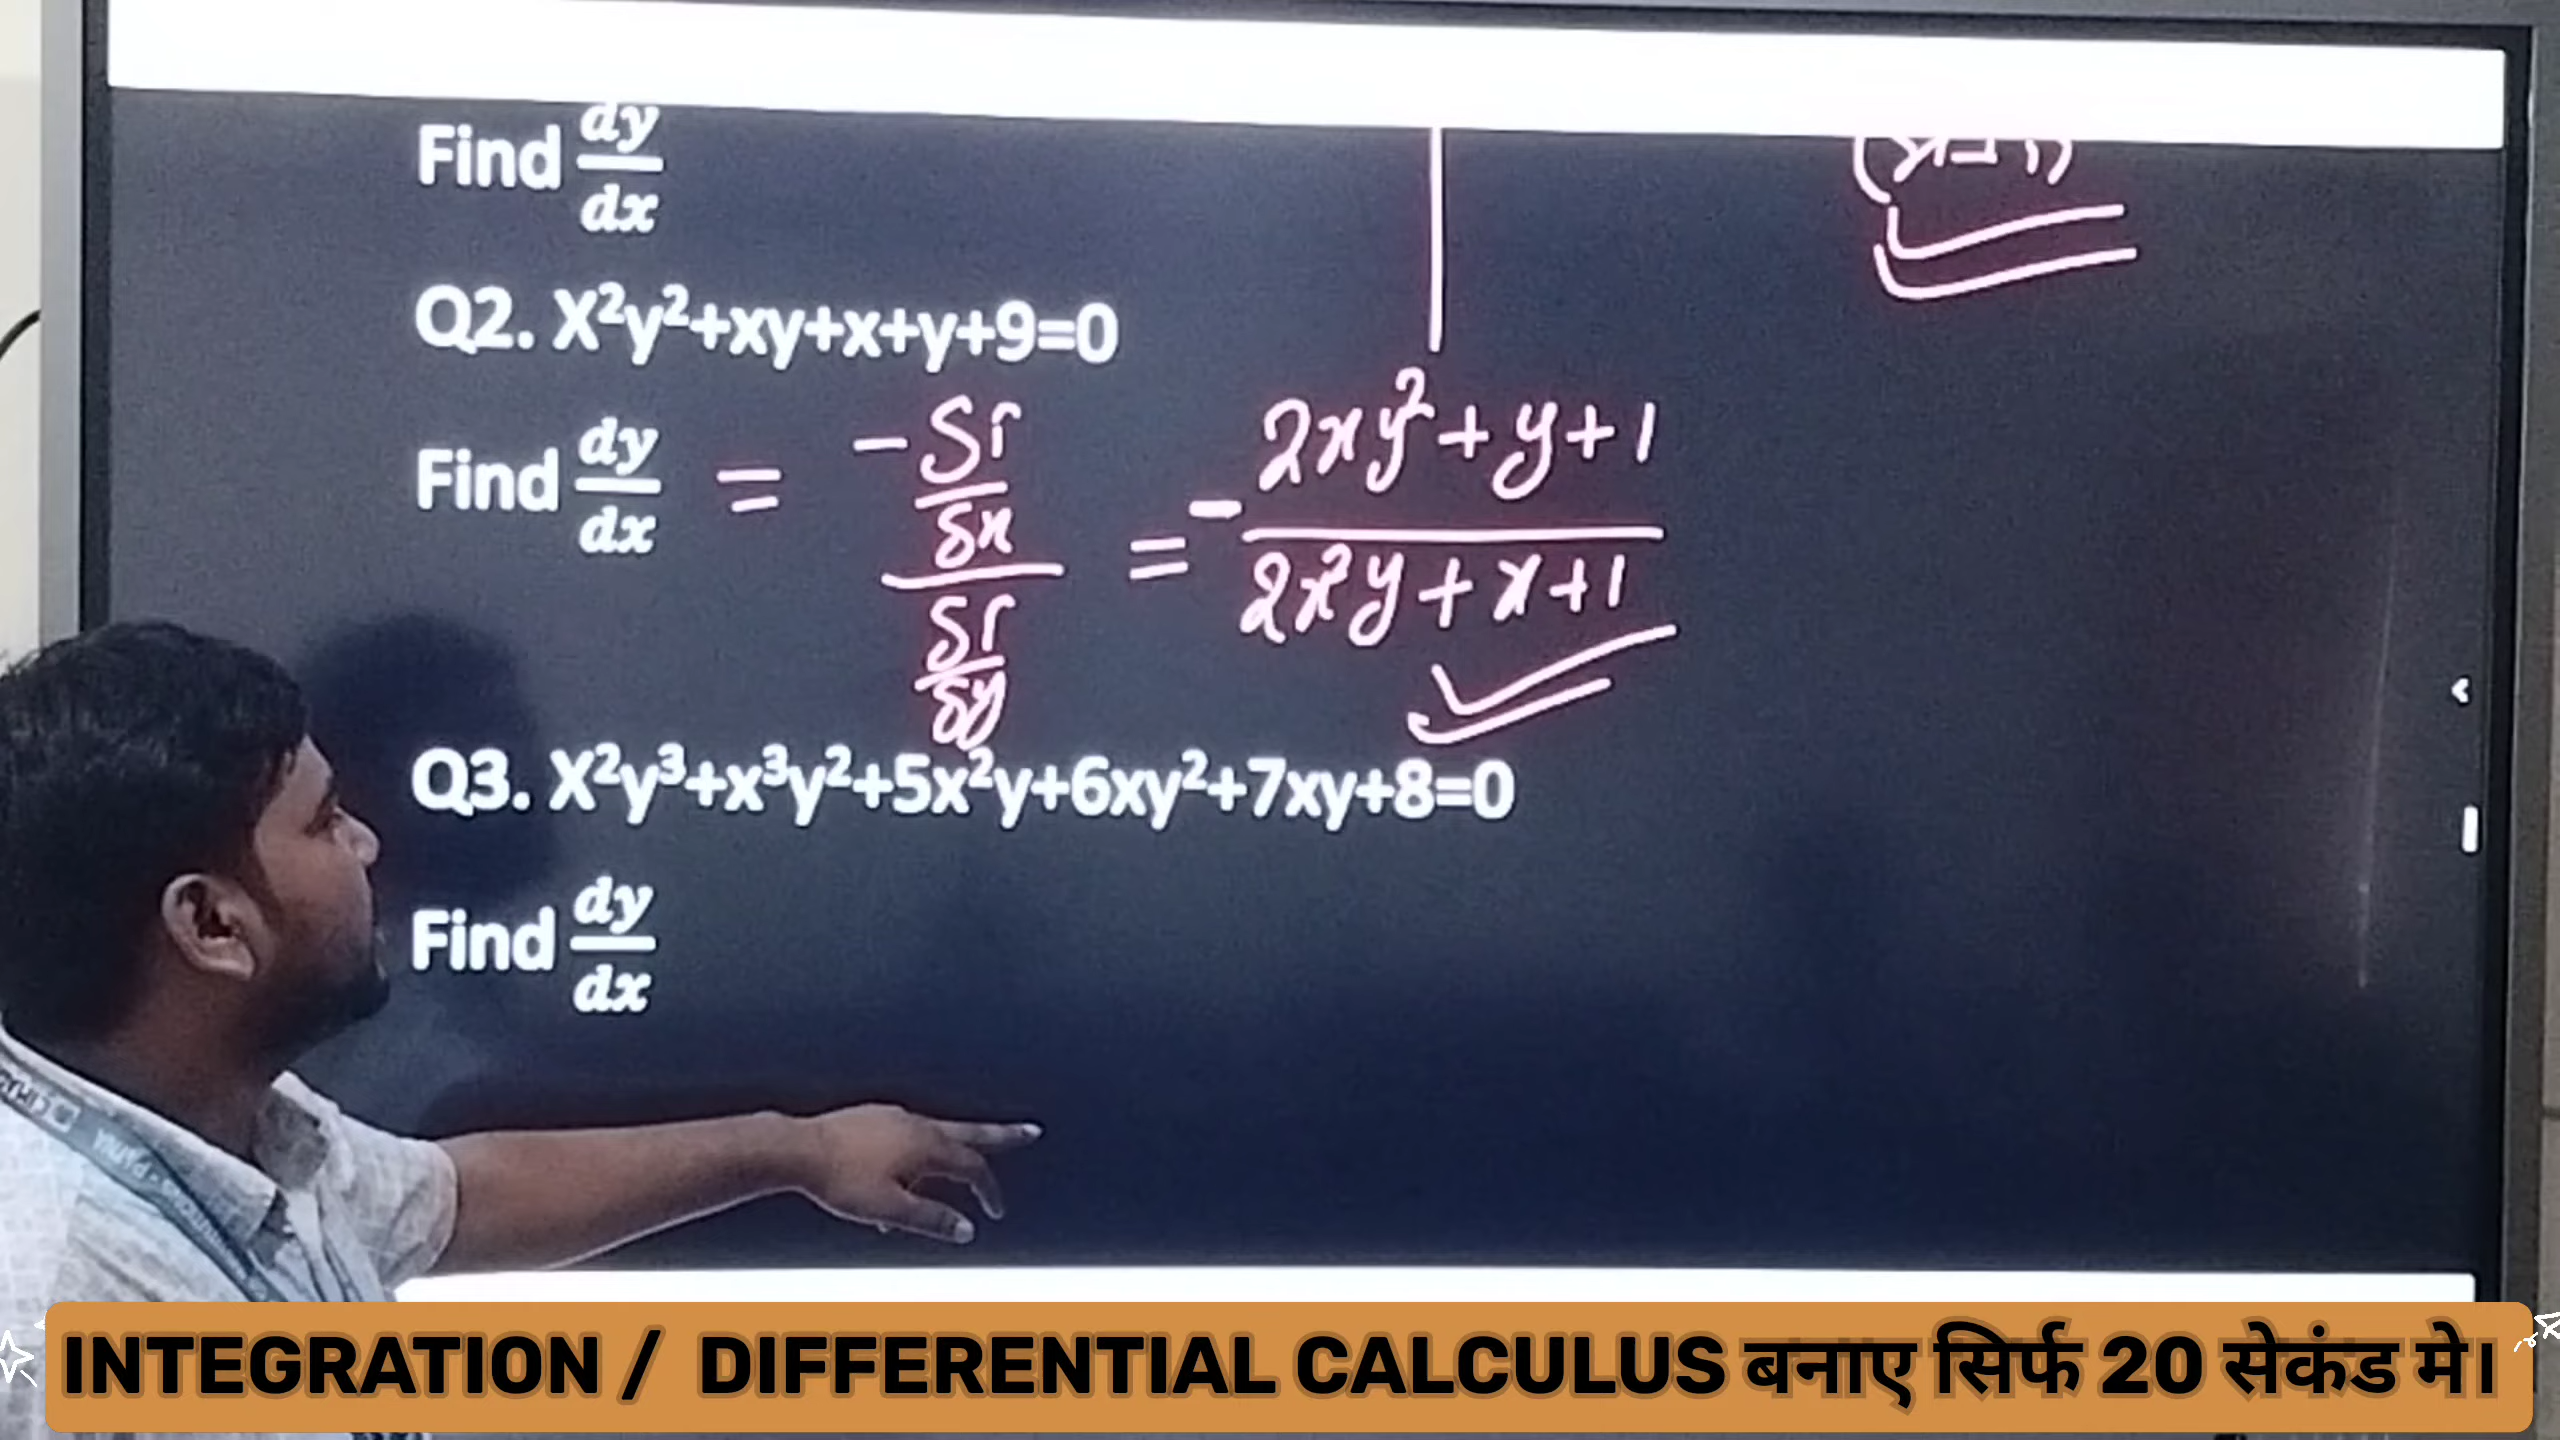 Find dy/dx
Q2. X²y²+xy+x+y+9=0
Find dy/dx = -(δf/δx)/(δf/δy) = - (2xy²+y+1)/(2x²y+x+1)
Q3. X²y³+x³y²+5x²y+6xy²+7xy+8=0
Find dy/dx
INTEGRATION / DIFFERENTIAL CALCULUS बनाए सिर्फ 20 सेकंड मे।